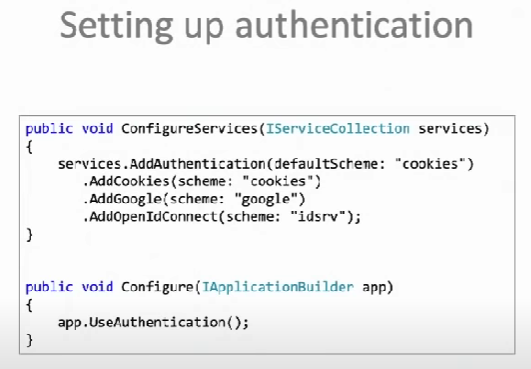 Setting up authentication
public void ConfigureServices(IServiceCollection services)
{
    services.AddAuthentication(defaultScheme: "cookies")
        .AddCookies(scheme: "cookies")
        .AddGoogle(scheme: "google")
        .AddOpenIdConnect(scheme: "idsrv");
}
public void Configure(IApplicationBuilder app)
{
    app.UseAuthentication();
}